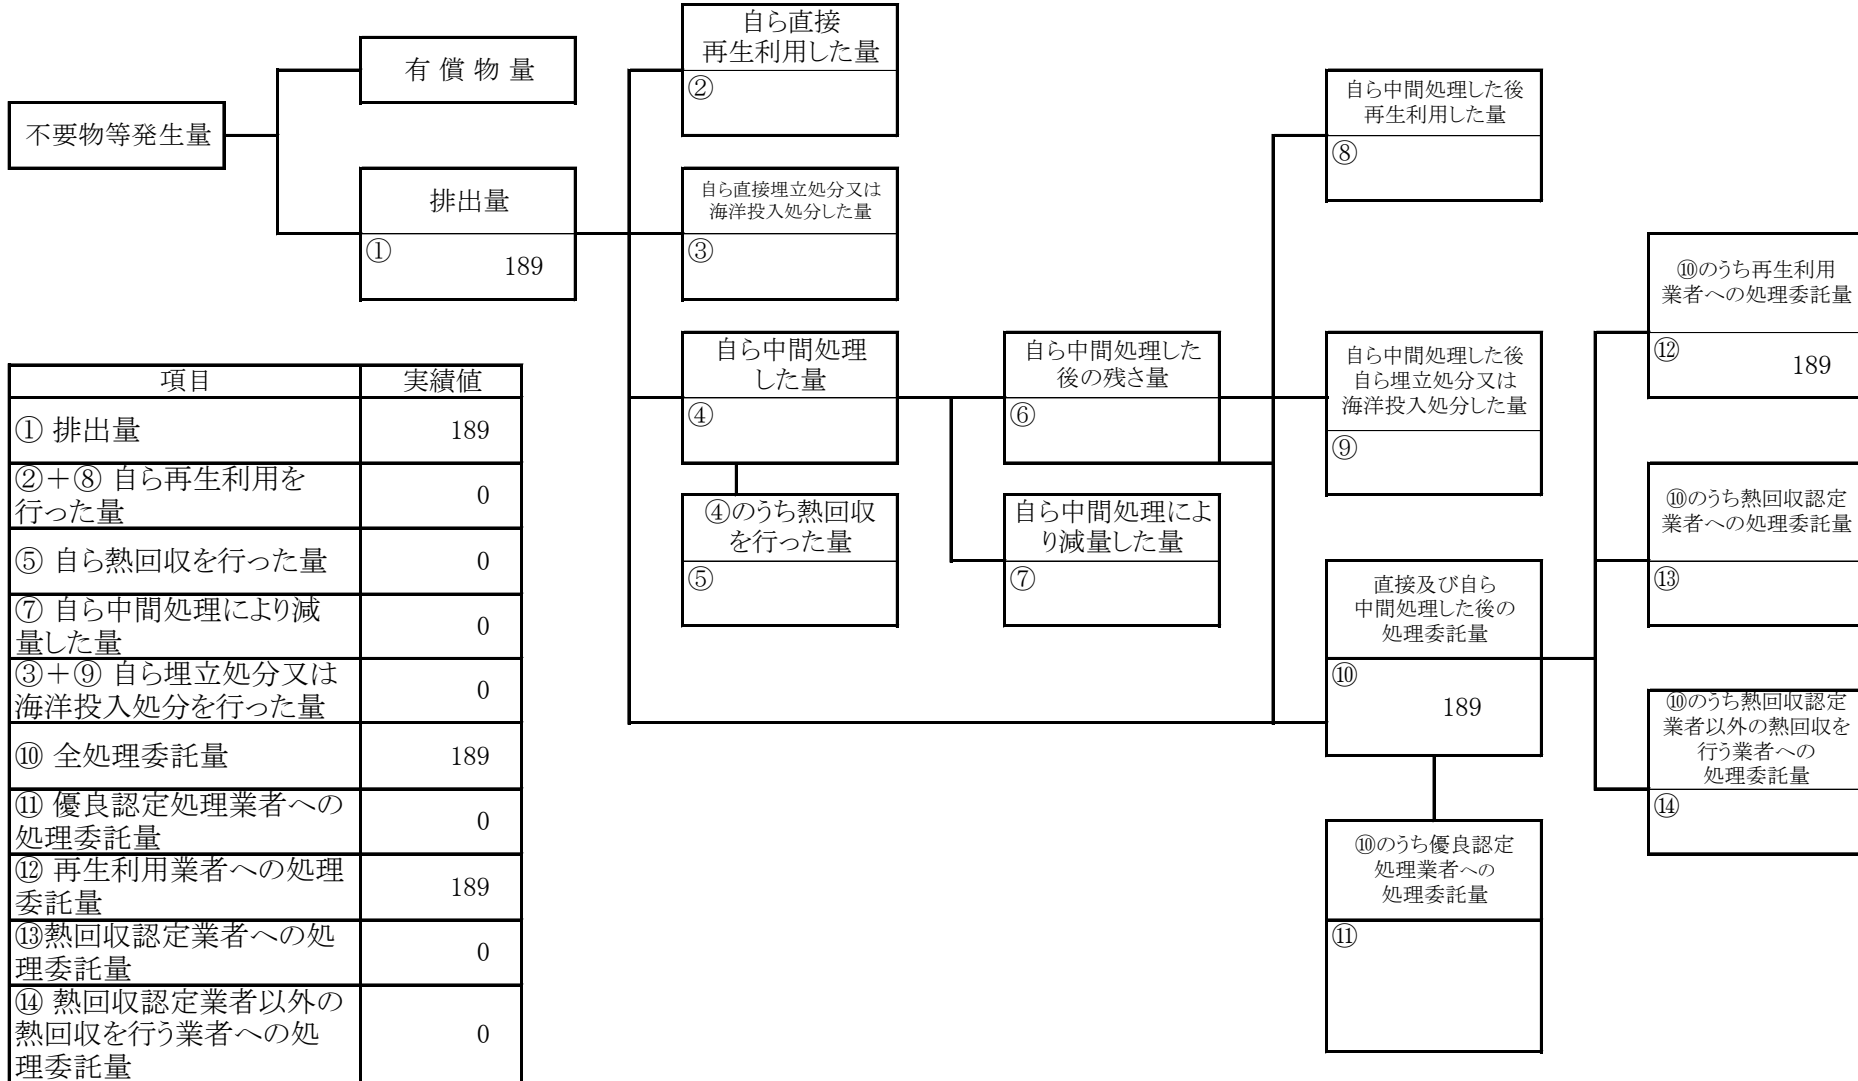 不要物等発生量
有 償 物 量
排出量
①
189
自ら直接
再生利用した量
②
自ら直接埋立処分又は
海洋投入処分した量
③
自ら中間処理
した量
④
④のうち熱回収
を行った量
⑤
自ら中間処理した
後の残さ量
⑥
自ら中間処理によ
り減量した量
⑦
自ら中間処理した後
再生利用した量
⑧
自ら中間処理した後
自ら埋立処分又は
海洋投入処分した量
⑨
直接及び自ら
中間処理した後の
処理委託量
⑩
189
⑩のうち優良認定
処理業者への
処理委託量
⑪
⑩のうち再生利用
業者への処理委託量
⑫
189
⑩のうち熱回収認定
業者への処理委託量
⑬
⑩のうち熱回収認定
業者以外の熱回収を
行う業者への
処理委託量
⑭
項目 実績値
① 排出量 189
②＋⑧ 自ら再生利用を
行った量 0
⑤ 自ら熱回収を行った量 0
⑦ 自ら中間処理により減
量した量 0
③＋⑨ 自ら埋立処分又は
海洋投入処分を行った量 0
⑩ 全処理委託量 189
⑪ 優良認定処理業者への
処理委託量 0
⑫ 再生利用業者への処理
委託量 189
⑬熱回収認定業者への処
理委託量 0
⑭ 熱回収認定業者以外の
熱回収を行う業者への処
理委託量 0